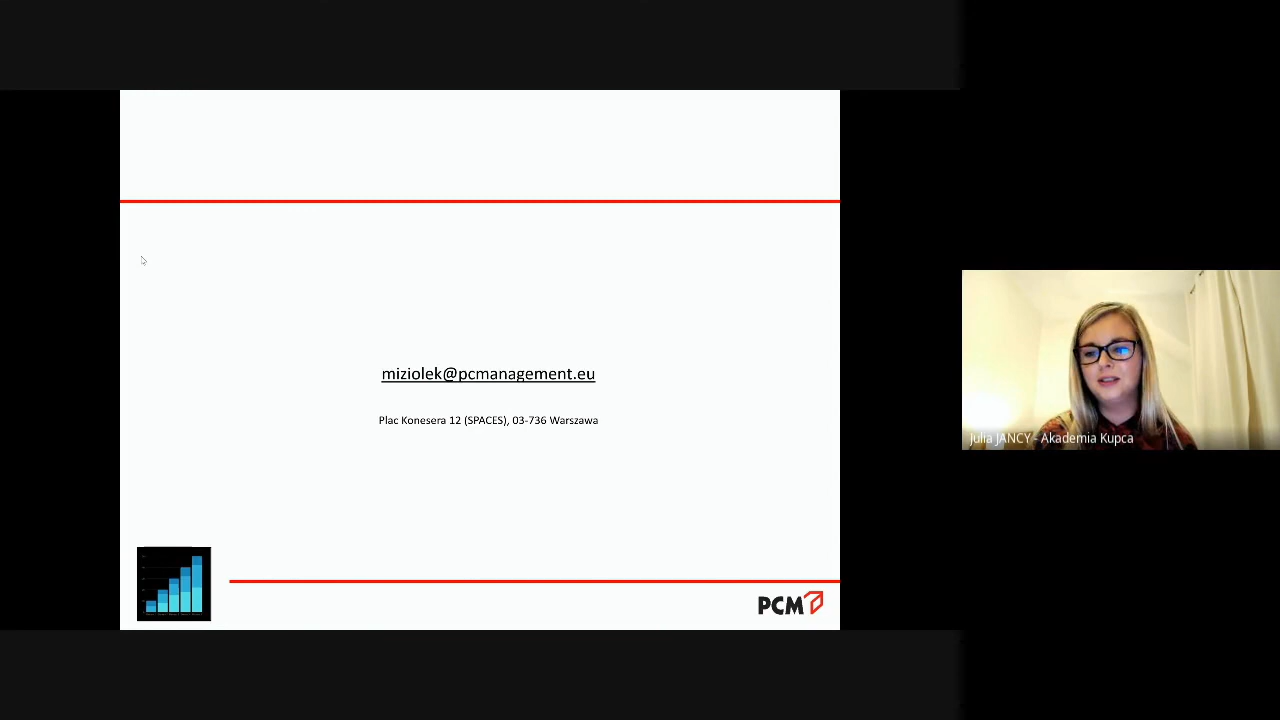 miziolek@pcmanagement.eu
Plac Konesera 12 (SPACES), 03-736 Warszawa
PCM
Julia JANCY - Akademia Kupca